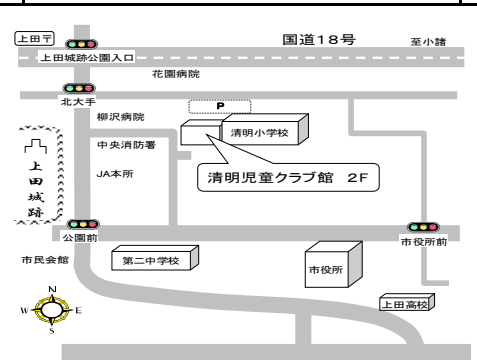 上田〒
国道18号
至小諸
上田城跡公園入口
花園病院
北大手
P
柳沢病院
清明小学校
中央消防署
上田城跡
JA本所
清明児童クラブ館 2F
公園前
市役所前
市民会館
第二中学校
市役所
N
W
E
S
上田高校